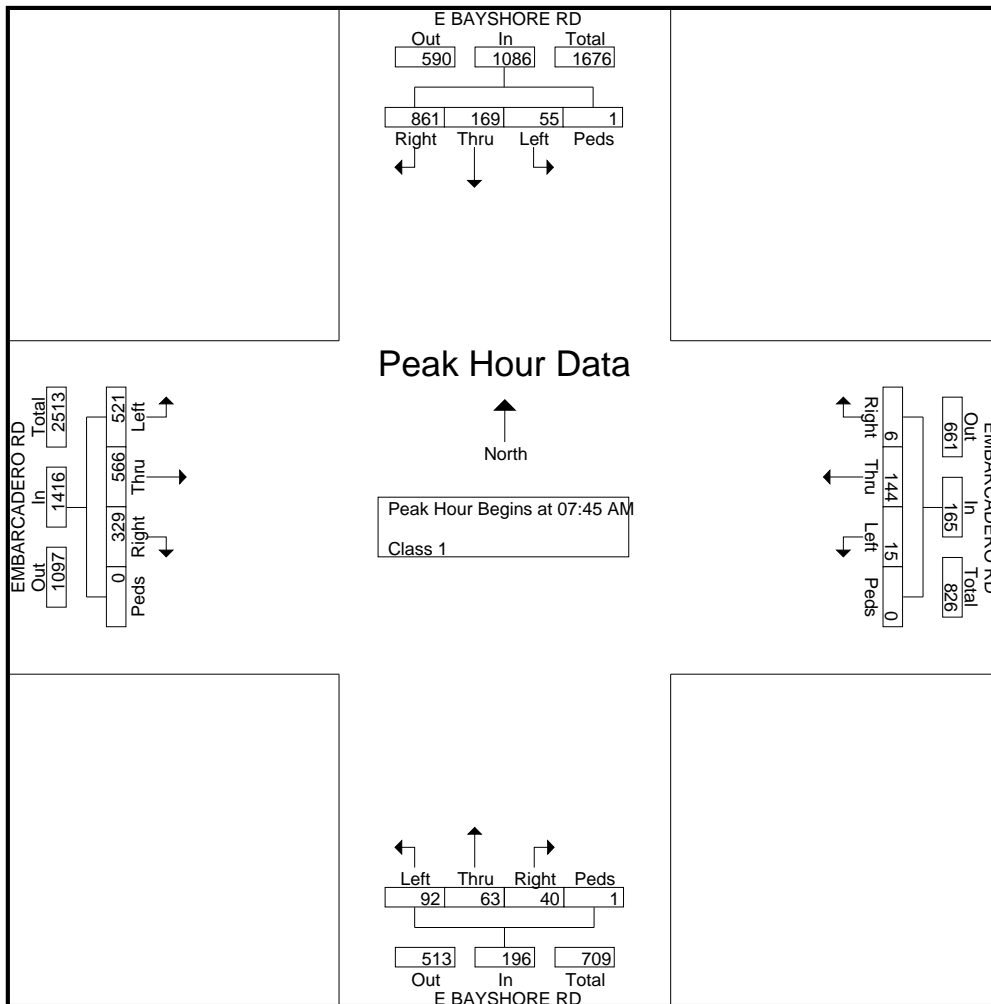 E BAYSHORE RD
Out In Total
590 1086 1676
861 169 55 1
Right Thru Left Peds
Peak Hour Data
North
Peak Hour Begins at 07:45 AM
Class 1
EMBARCADERO RD
Out In Total
1097 1416 2513
Left Thru Right Peds
521 566 329 0
EMBARCADERO RD
Out In Total
661 165 826
Right Thru Left Peds
6 144 15 0
Left Thru Right Peds
92 63 40 1
513 196 709
Out In Total
E BAYSHORE RD